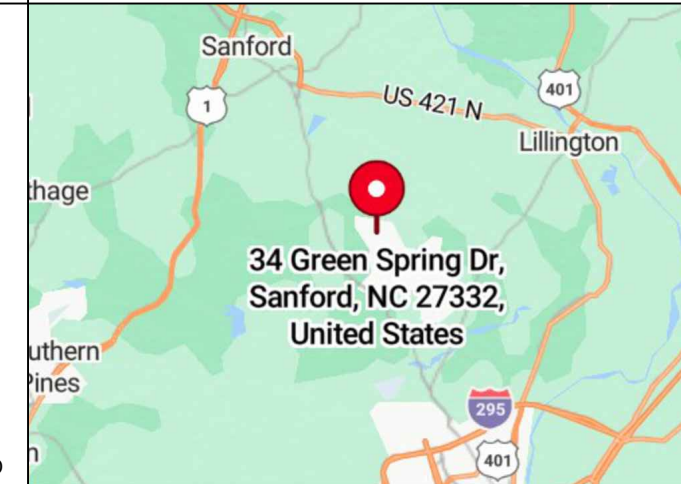 Sanford
1
US 421 N
401
Lillington
thage
34 Green Spring Dr,
Sanford, NC 27332,
United States
uthern
Pines
295
401
n